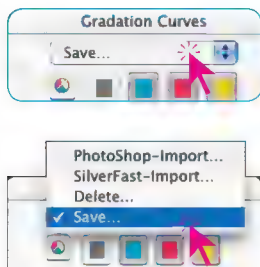 Gradation Curves
Save...
PhotoShop-Import...
SilverFast-Import...
Delete...
✓ Save...